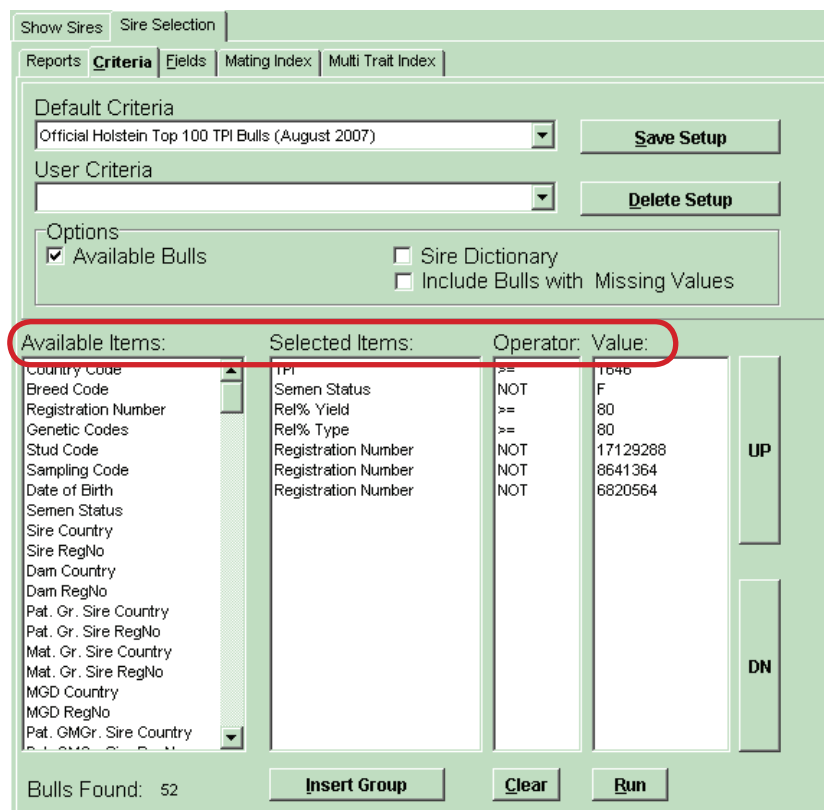 Show Sires Sire Selection
Reports Criteria Fields Mating Index Multi Trait Index
Default Criteria
Official Holstein Top 100 TPI Bulls (August 2007)
Save Setup
User Criteria
Delete Setup
Options
Available Bulls
Sire Dictionary
Include Bulls with Missing Values
Available Items: Selected Items: Operator: Value:
Country Code TPI >= 1646
Breed Code Semen Status NOT F
Registration Number Rel% Yield >= 80
Genetic Codes Rel% Type >= 80
Stud Code Registration Number NOT 17129288
Sampling Code Registration Number NOT 8641364
Date of Birth Registration Number NOT 6820564
Semen Status
Sire Country
Sire RegNo
Dam Country
Dam RegNo
Pat. Gr. Sire Country
Pat. Gr. Sire RegNo
Mat. Gr. Sire Country
Mat. Gr. Sire RegNo
MGD Country
MGD RegNo
Pat. GMGr. Sire Country
UP
DN
Bulls Found: 52 Insert Group Clear Run